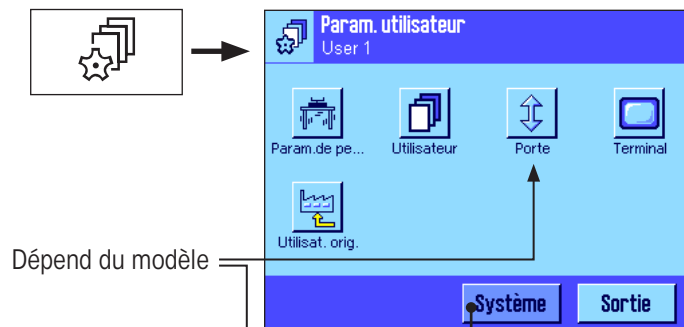 Param. utilisateur
User 1
Param.de pe...
Utilisateur
Porte
Terminal
Utilisat. orig.
Dépend du modèle
Système
Sortie